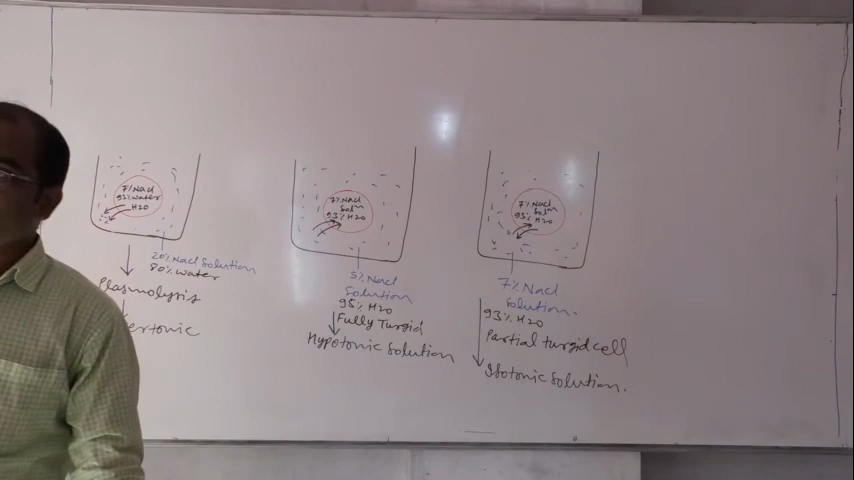 7% Nacl
93% water
H2O
20% Nacl Solution
80% water
Plasmolysis
ertonic
7% Nacl
Soln
93% H2O
5% Nacl
Solution
95% H2O
Fully Turgid
Hypotonic Solution
7% Nacl
Soln
93% H2O
7% Nacl
Solution.
93% H2O
Partial turgid cell
Isotonic Solution.